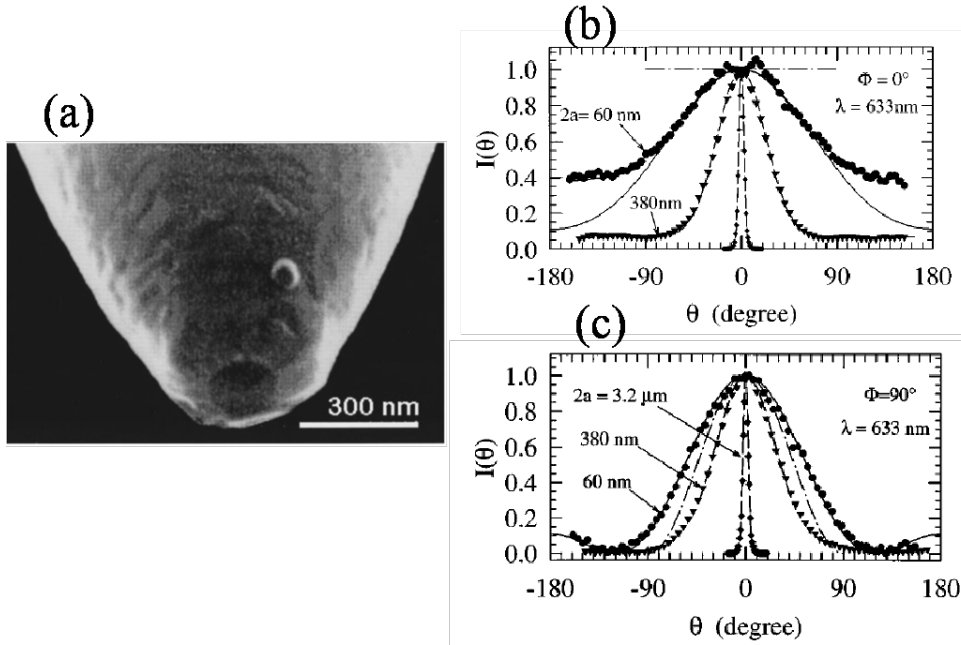 (a)
300 nm
(b)
Φ = 0°
λ = 633nm
2a= 60 nm
380nm
I(θ)
1.0
0.8
0.6
0.4
0.2
0.0
-180 -90 0 90 180
θ (degree)
(c)
Φ=90°
λ = 633 nm
2a = 3.2 μm
380 nm
60 nm
I(θ)
1.0
0.8
0.6
0.4
0.2
0.0
-180 -90 0 90 180
θ (degree)